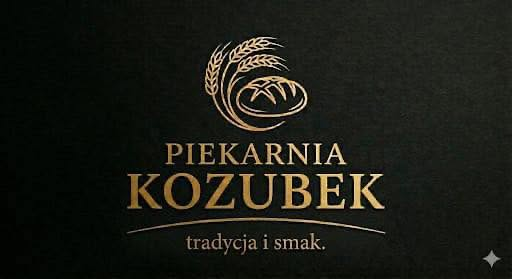 PIEKARNIA
KOZUBEK
tradycja i smak.